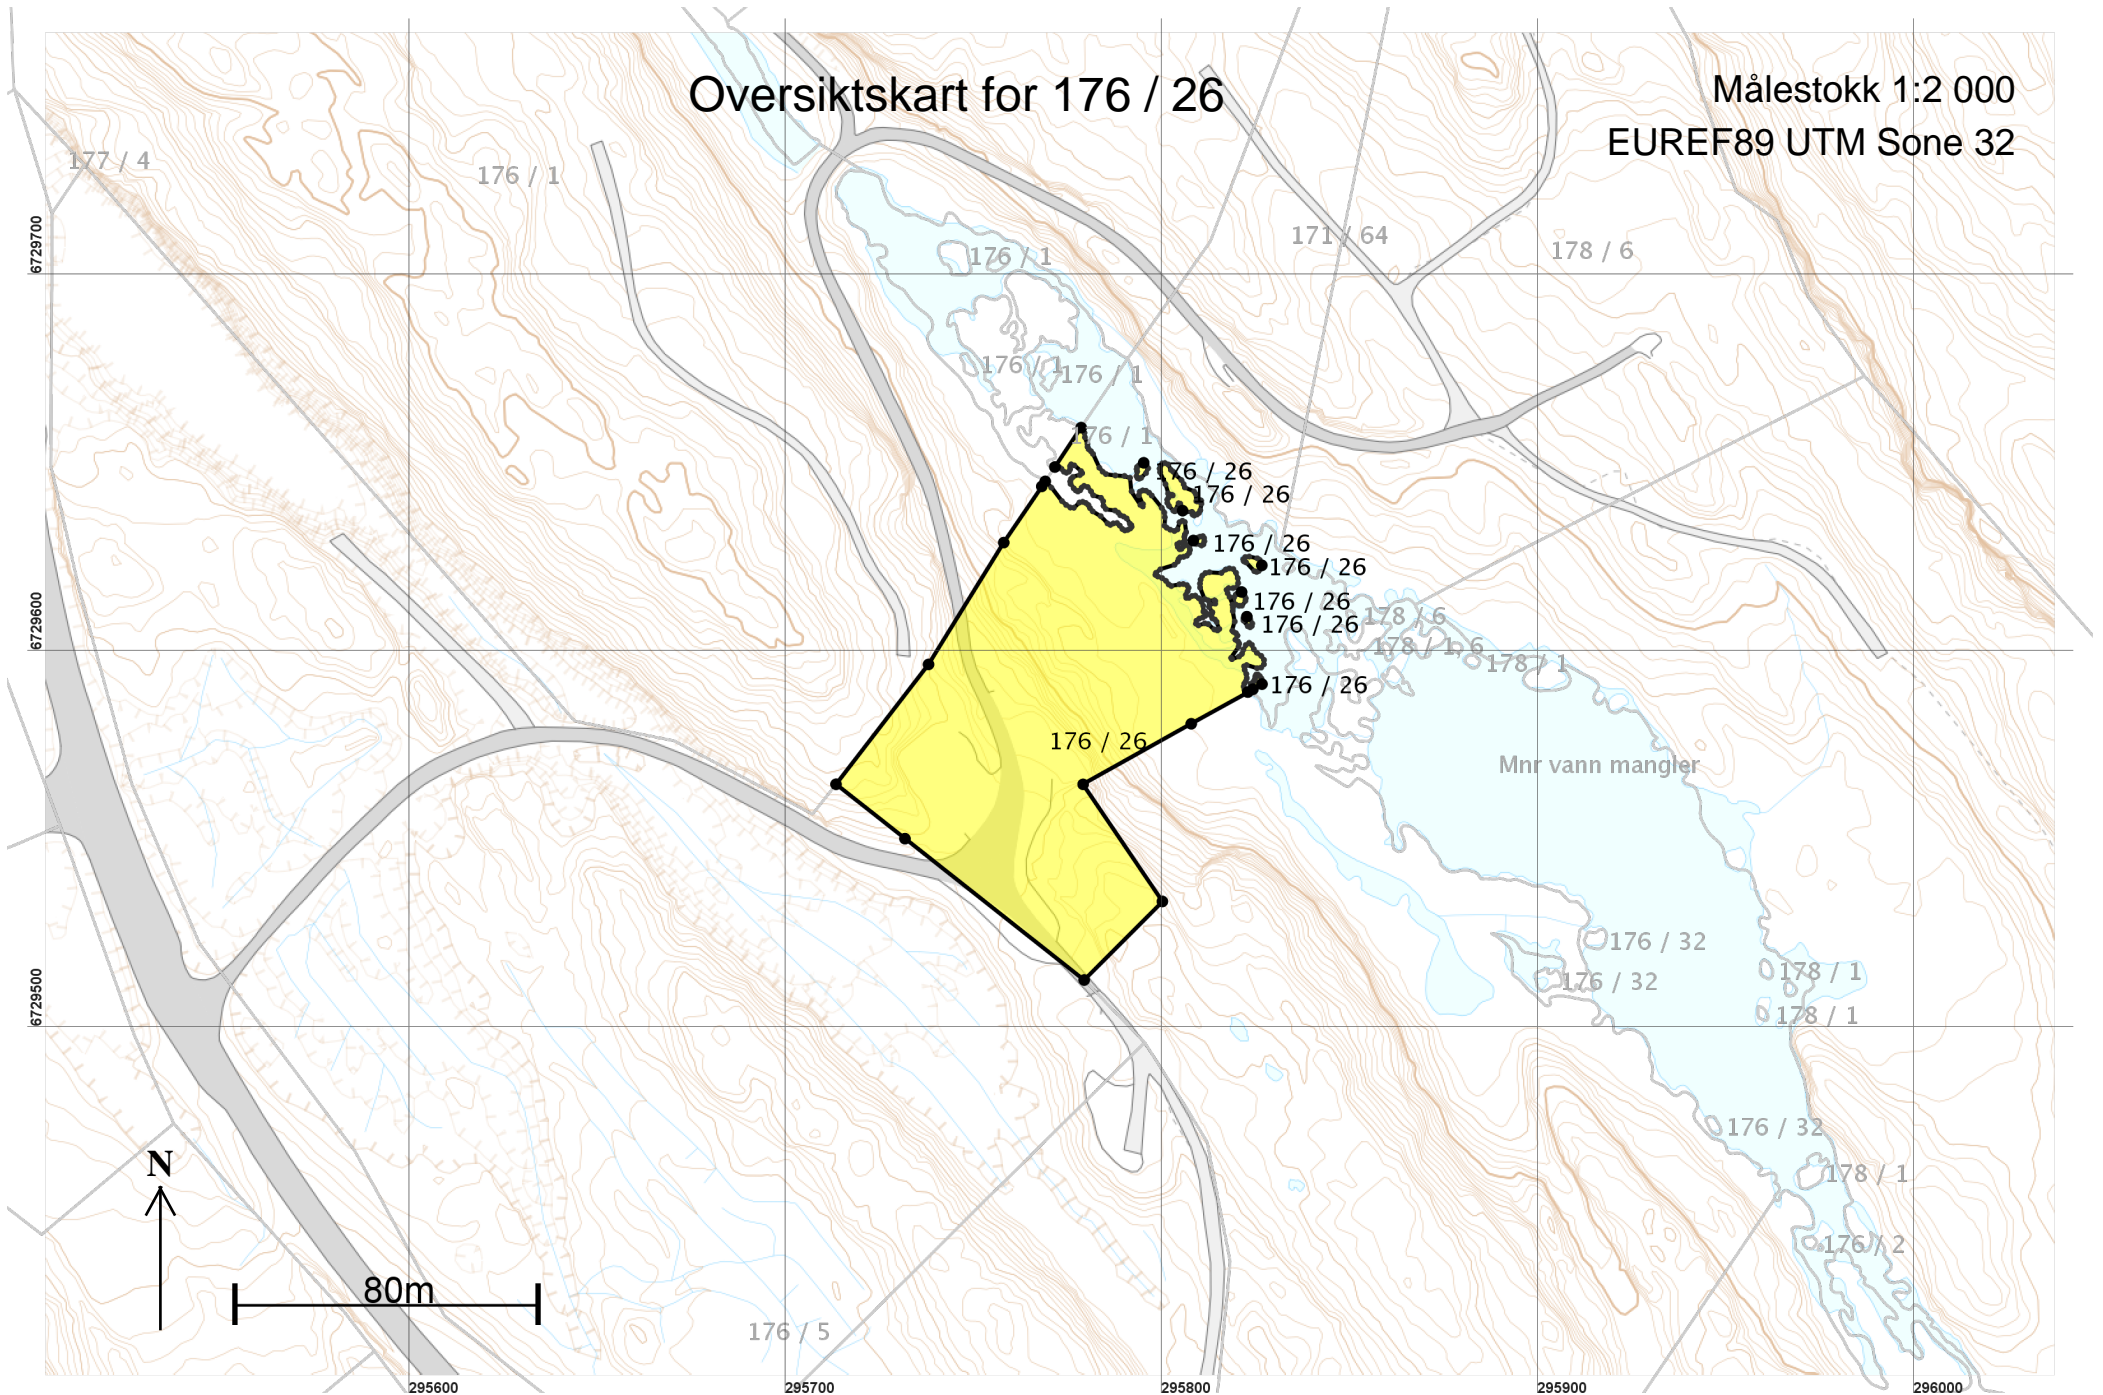 Oversiktskart for 176 / 26
Målestokk 1:2 000
EUREF89 UTM Sone 32
177 / 4
176 / 1
6729700
176 / 1
171 / 64
178 / 6
176 / 1
176 / 1
176 / 1
176 / 26
176 / 26
176 / 26
176 / 26
6729600
176 / 26
176 / 26
178 / 6
178 / 1, 6
178 / 1
176 / 26
176 / 26
Mnr vann mangler
176 / 32
176 / 32
178 / 1
178 / 1
6729500
176 / 32
N
178 / 1
176 / 2
80m
176 / 5
295600
295700
295800
295900
296000